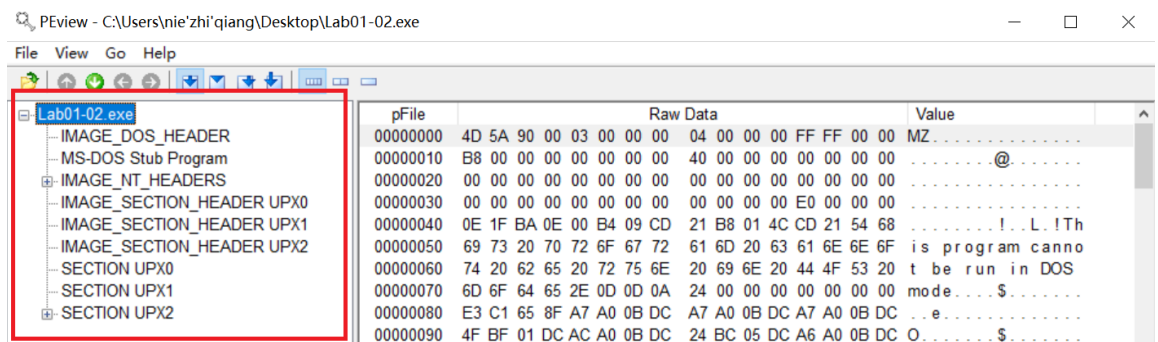 PEview - C:\Users\nie'zhi'qiang\Desktop\Lab01-02.exe
File View Go Help
Lab01-02.exe
IMAGE_DOS_HEADER
MS-DOS Stub Program
IMAGE_NT_HEADERS
IMAGE_SECTION_HEADER UPX0
IMAGE_SECTION_HEADER UPX1
IMAGE_SECTION_HEADER UPX2
SECTION UPX0
SECTION UPX1
SECTION UPX2
pFile Raw Data Value
00000000 4D 5A 90 00 03 00 00 00 04 00 00 00 FF FF 00 00 MZ..............
00000010 B8 00 00 00 00 00 00 00 40 00 00 00 00 00 00 00 ........@.......
00000020 00 00 00 00 00 00 00 00 00 00 00 00 00 00 00 00 ................
00000030 00 00 00 00 00 00 00 00 00 00 00 00 E0 00 00 00 ................
00000040 0E 1F BA 0E 00 B4 09 CD 21 B8 01 4C CD 21 54 68 ........!..L.!Th
00000050 69 73 20 70 72 6F 67 72 61 6D 20 63 61 6E 6E 6F is program canno
00000060 74 20 62 65 20 72 75 6E 20 69 6E 20 44 4F 53 20 t be run in DOS
00000070 6D 6F 64 65 2E 0D 0D 0A 24 00 00 00 00 00 00 00 mode....$.......
00000080 E3 C1 65 8F A7 A0 0B DC A7 A0 0B DC A7 A0 0B DC ..e.............
00000090 4F BF 01 DC AC A0 0B DC 24 BC 05 DC A6 A0 0B DC O.......$.......